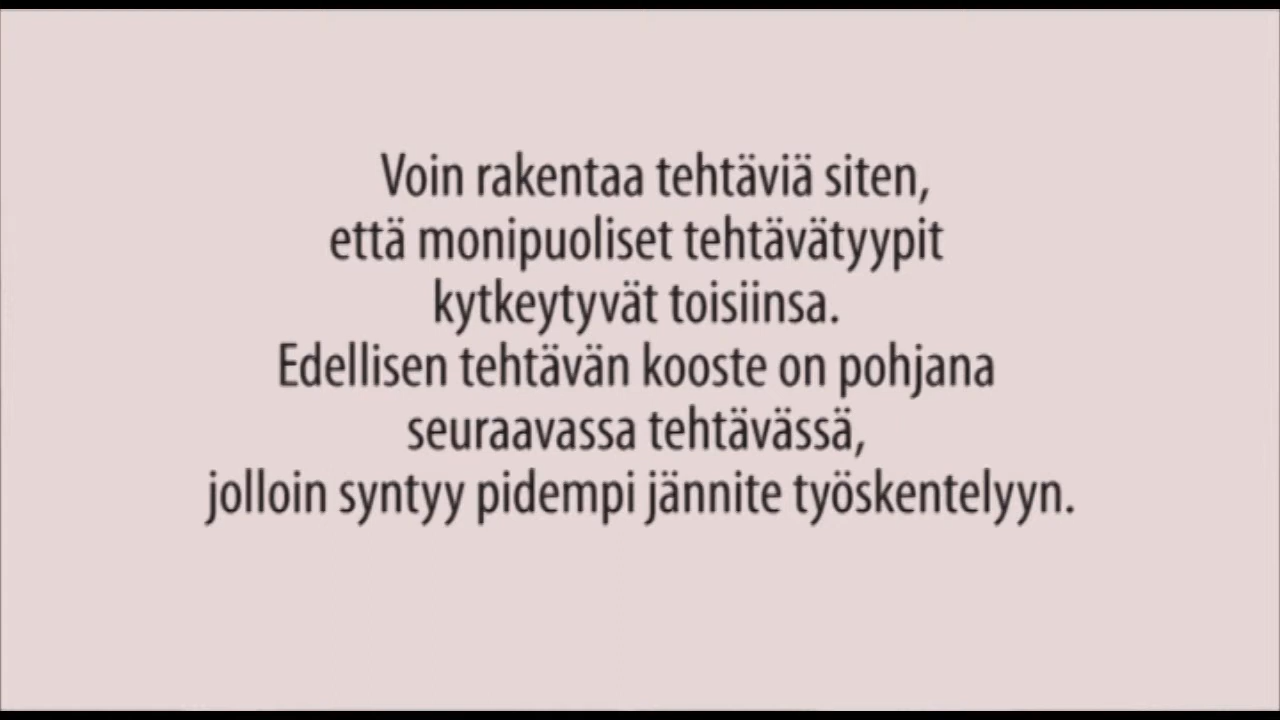 Voin rakentaa tehtäviä siten,
että monipuoliset tehtävätyypit
kytkeytyvät toisiinsa.
Edellisen tehtävän kooste on pohjana
seuraavassa tehtävässä,
jolloin syntyy pidempi jännite työskentelyyn.